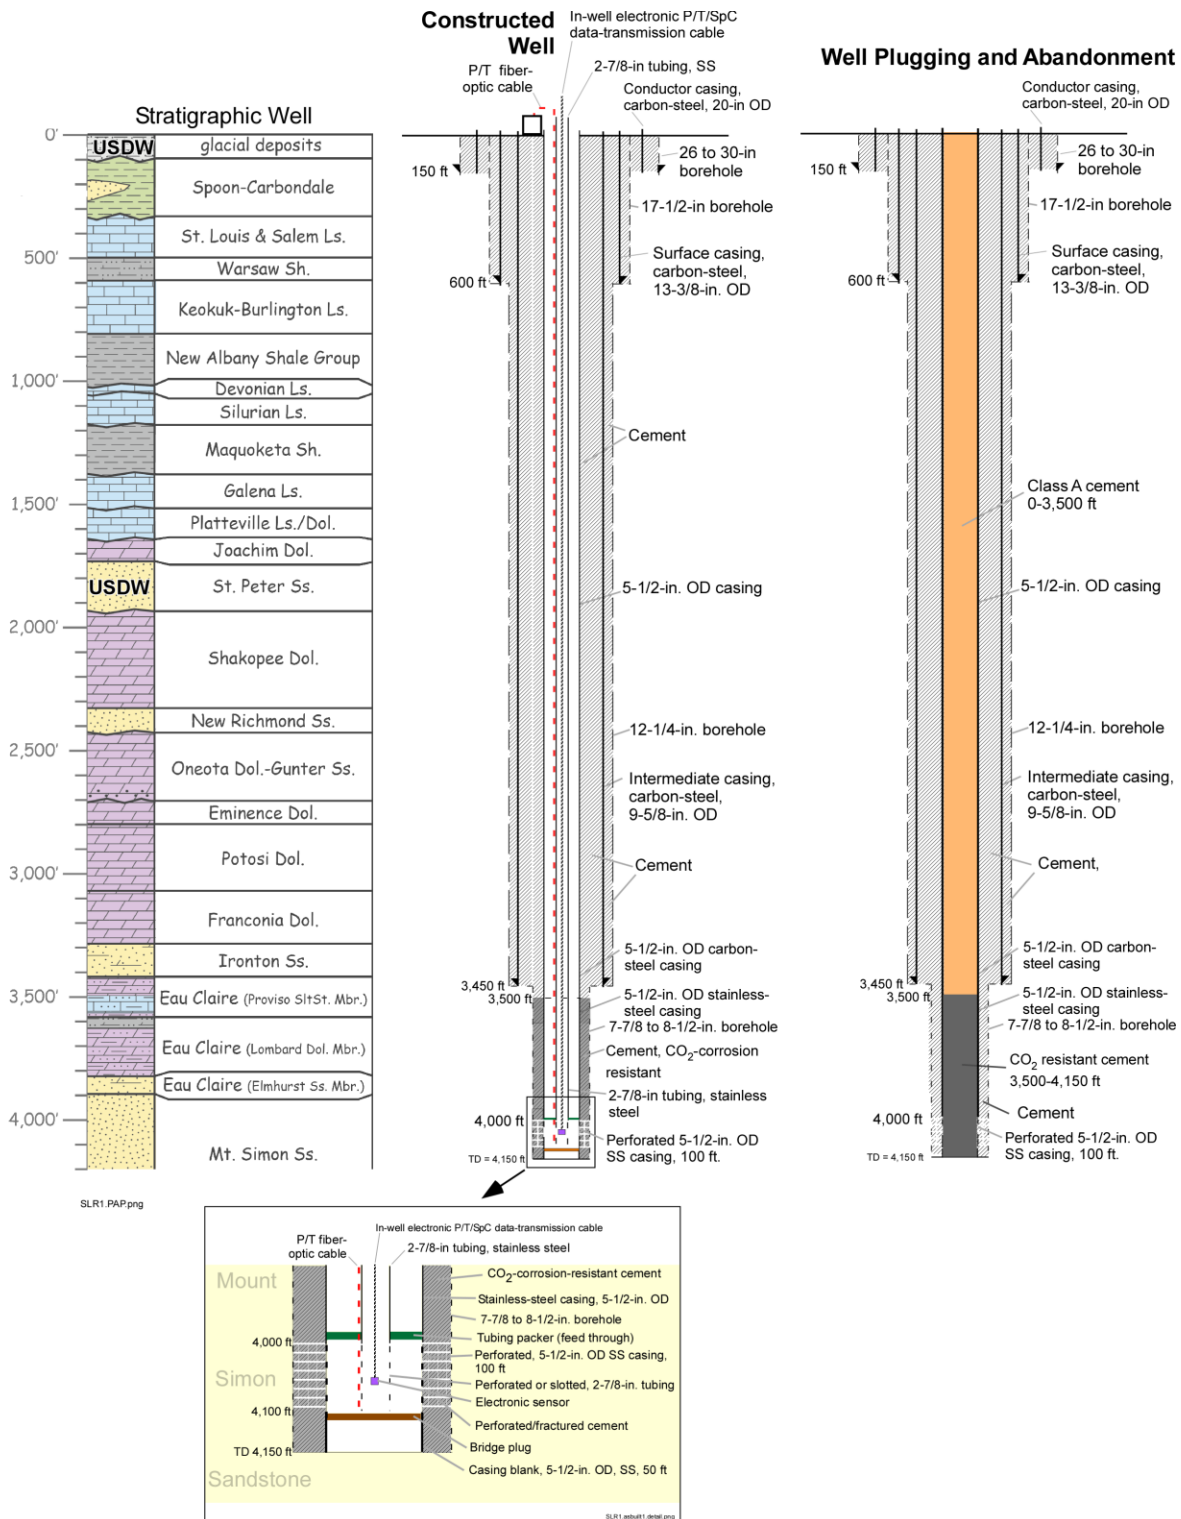 Constructed
Well
In-well electronic P/T/SpC
data-transmission cable
P/T fiber-
optic cable
2-7/8-in tubing, SS
Conductor casing,
carbon-steel, 20-in OD
Well Plugging and Abandonment
Conductor casing,
carbon-steel, 20-in OD
Stratigraphic Well
0'
500'
1,000'
1,500'
2,000'
2,500'
3,000'
3,500'
4,000'
USDW
glacial deposits
Spoon-Carbondale
St. Louis & Salem Ls.
Warsaw Sh.
Keokuk-Burlington Ls.
New Albany Shale Group
Devonian Ls.
Silurian Ls.
Maquoketa Sh.
Galena Ls.
Platteville Ls./Dol.
Joachim Dol.
USDW
St. Peter Ss.
Shakopee Dol.
New Richmond Ss.
Oneota Dol.-Gunter Ss.
Eminence Dol.
Potosi Dol.
Franconia Dol.
Ironton Ss.
Eau Claire (Proviso SltSt. Mbr.)
Eau Claire (Lombard Dol. Mbr.)
Eau Claire (Elmhurst Ss. Mbr.)
Mt. Simon Ss.
SLR1.PAP.png
150 ft
600 ft
3,450 ft
3,500 ft
4,000 ft
TD = 4,150 ft
26 to 30-in
borehole
17-1/2-in borehole
Surface casing,
carbon-steel,
13-3/8-in. OD
Cement
5-1/2-in. OD casing
12-1/4-in. borehole
Intermediate casing,
carbon-steel,
9-5/8-in. OD
Cement
5-1/2-in. OD carbon-
steel casing
5-1/2-in. OD stainless-
steel casing
7-7/8 to 8-1/2-in. borehole
Cement, CO2-corrosion
resistant
2-7/8-in tubing, stainless
steel
Perforated 5-1/2-in. OD
SS casing, 100 ft.
150 ft
600 ft
3,450 ft
3,500 ft
4,000 ft
TD = 4,150 ft
26 to 30-in
borehole
17-1/2-in borehole
Surface casing,
carbon-steel,
13-3/8-in. OD
Class A cement
0-3,500 ft
5-1/2-in. OD casing
12-1/4-in. borehole
Intermediate casing,
carbon-steel,
9-5/8-in. OD
Cement,
5-1/2-in. OD carbon-
steel casing
5-1/2-in. OD stainless-
steel casing
7-7/8 to 8-1/2-in. borehole
CO2 resistant cement
3,500-4,150 ft
Cement
Perforated 5-1/2-in. OD
SS casing, 100 ft.
In-well electronic P/T/SpC data-transmission cable
P/T fiber-
optic cable
2-7/8-in tubing, stainless steel
Mount
Simon
Sandstone
4,000 ft
4,100 ft
TD 4,150 ft
CO2-corrosion-resistant cement
Stainless-steel casing, 5-1/2-in. OD
7-7/8 to 8-1/2-in. borehole
Tubing packer (feed through)
Perforated, 5-1/2-in. OD SS casing,
100 ft
Perforated or slotted, 2-7/8-in. tubing
Electronic sensor
Perforated/fractured cement
Bridge plug
Casing blank, 5-1/2-in. OD, SS, 50 ft
SLR1.asbuilt1.detail.png